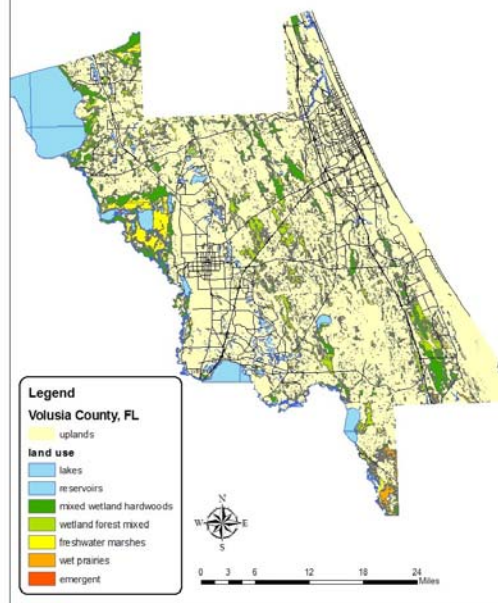 Legend
Volusia County, FL
uplands
land use
lakes
reservoirs
mixed wetland hardwoods
wetland forest mixed
freshwater marshes
wet prairies
emergent
N
W E
S
0 3 6 12 18 24
Miles